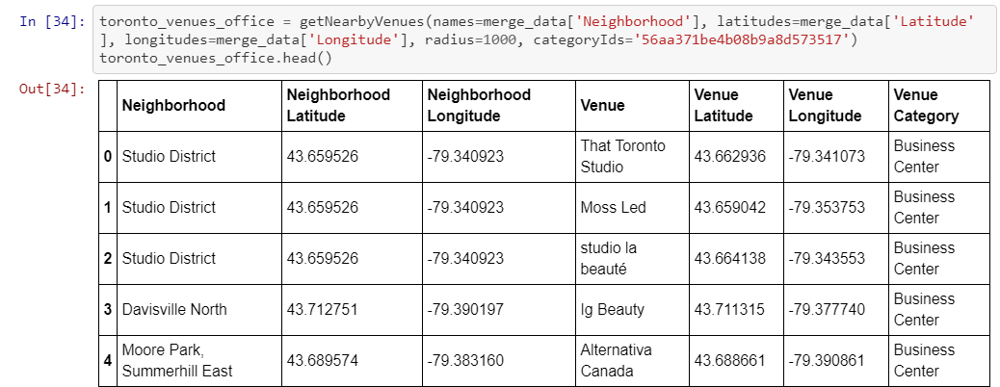 In [34]: toronto_venues_office = getNearbyVenues(names=merge_data['Neighborhood'], latitudes=merge_data['Latitude'
], longitudes=merge_data['Longitude'], radius=1000, categoryIds='56aa371be4b08b9a8d573517')
toronto_venues_office.head()
Out[34]:
Neighborhood Neighborhood Latitude Neighborhood Longitude Venue Venue Latitude Venue Longitude Venue Category
0 Studio District 43.659526 -79.340923 That Toronto Studio 43.662936 -79.341073 Business Center
1 Studio District 43.659526 -79.340923 Moss Led 43.659042 -79.353753 Business Center
2 Studio District 43.659526 -79.340923 studio la beauté 43.664138 -79.343553 Business Center
3 Davisville North 43.712751 -79.390197 Ig Beauty 43.711315 -79.377740 Business Center
4 Moore Park, Summerhill East 43.689574 -79.383160 Alternativa Canada 43.688661 -79.390861 Business Center